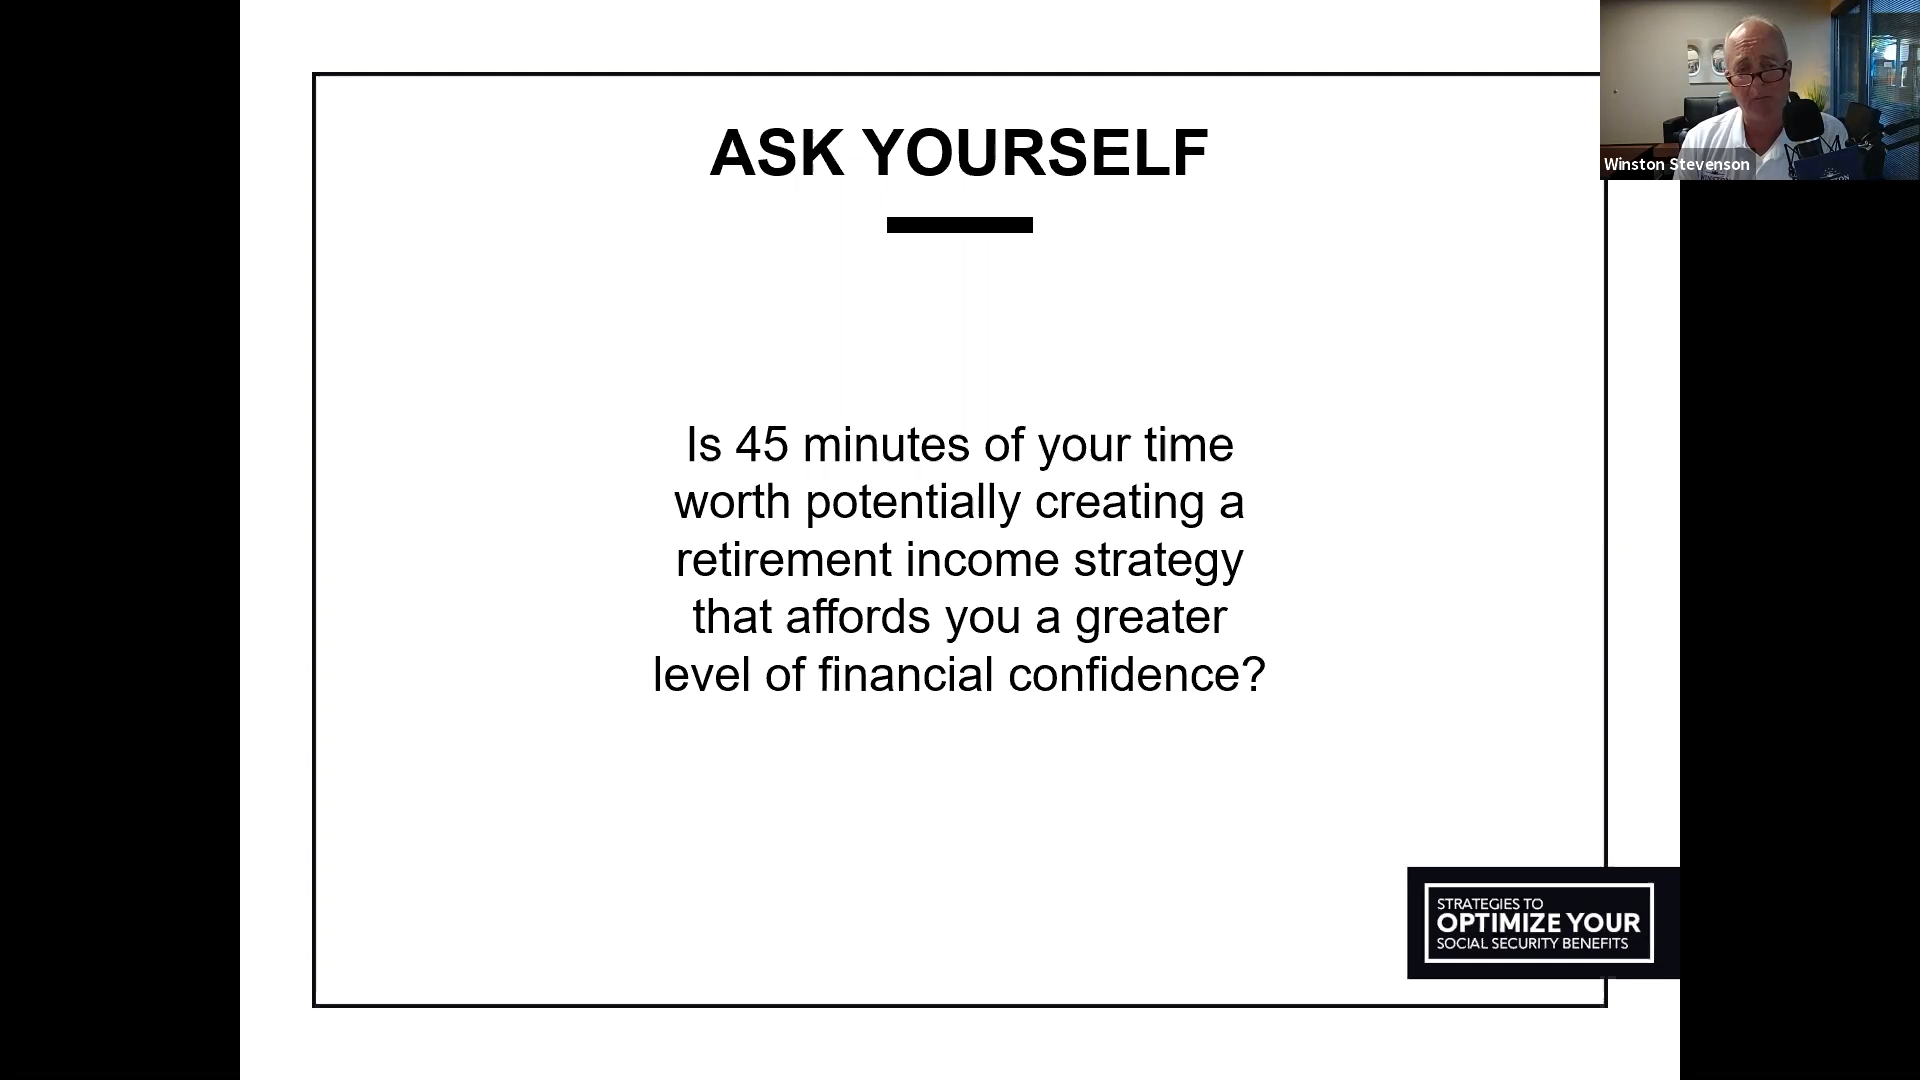 ASK YOURSELF
Is 45 minutes of your time
worth potentially creating a
retirement income strategy
that affords you a greater
level of financial confidence?
Winston Stevenson
STRATEGIES TO
OPTIMIZE YOUR
SOCIAL SECURITY BENEFITS